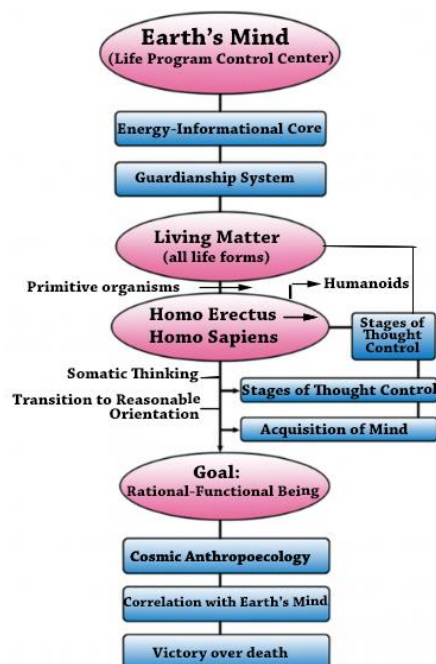 Earth's Mind
(Life Program Control Center)
Energy-Informational Core
Guardianship System
Living Matter
(all life forms)
Primitive organisms
Humanoids
Homo Erectus
Homo Sapiens
Stages of
Thought
Control
Somatic Thinking
Stages of Thought Control
Transition to Reasonable
Orientation
Acquisition of Mind
Goal:
Rational-Functional Being
Cosmic Anthropoecology
Correlation with Earth's Mind
Victory over death